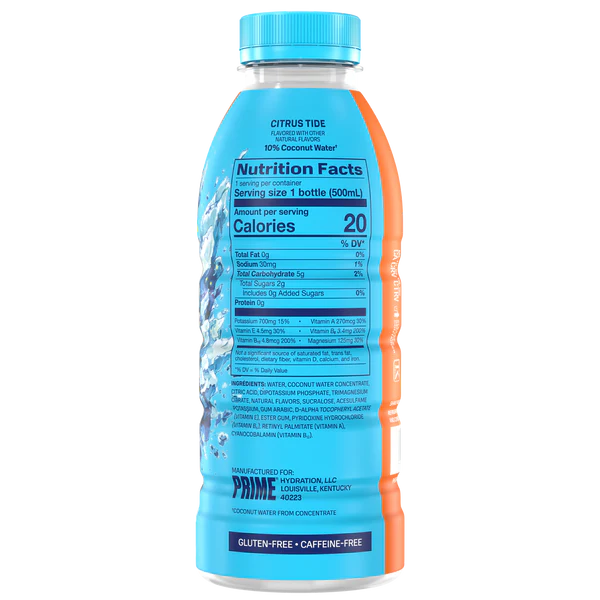 CITRUS TIDE
FLAVORED WITH OTHER
NATURAL FLAVORS
10% Coconut Water†
Nutrition Facts
1 serving per container
Serving size 1 bottle (500mL)
Amount per serving
Calories 20
% DV*
Total Fat 0g 0%
Sodium 30mg 1%
Total Carbohydrate 5g 2%
Total Sugars 2g
Includes 0g Added Sugars 0%
Protein 0g
Potassium 700mg 15% • Vitamin A 270mcg 30%
Vitamin E 4.5mg 30% • Vitamin B₆ 3.4mg 200%
Vitamin B₁₂ 4.8mcg 200% • Magnesium 125mg 30%
Not a significant source of saturated fat, trans fat,
cholesterol, dietary fiber, vitamin D, calcium, and iron.
*% DV = % Daily Value
INGREDIENTS: WATER, COCONUT WATER CONCENTRATE,
CITRIC ACID, DIPOTASSIUM PHOSPHATE, TRIMAGNESIUM
CITRATE, NATURAL FLAVORS, SUCRALOSE, ACESULFAME
POTASSIUM, GUM ARABIC, D-ALPHA TOCOPHERYL ACETATE
(VITAMIN E), ESTER GUM, PYRIDOXINE HYDROCHLORIDE
(VITAMIN B₆), RETINYL PALMITATE (VITAMIN A),
CYANOCOBALAMIN (VITAMIN B₁₂).
MANUFACTURED FOR:
PRIME HYDRATION, LLC
LOUISVILLE, KENTUCKY
40223
†COCONUT WATER FROM CONCENTRATE
GLUTEN-FREE • CAFFEINE-FREE